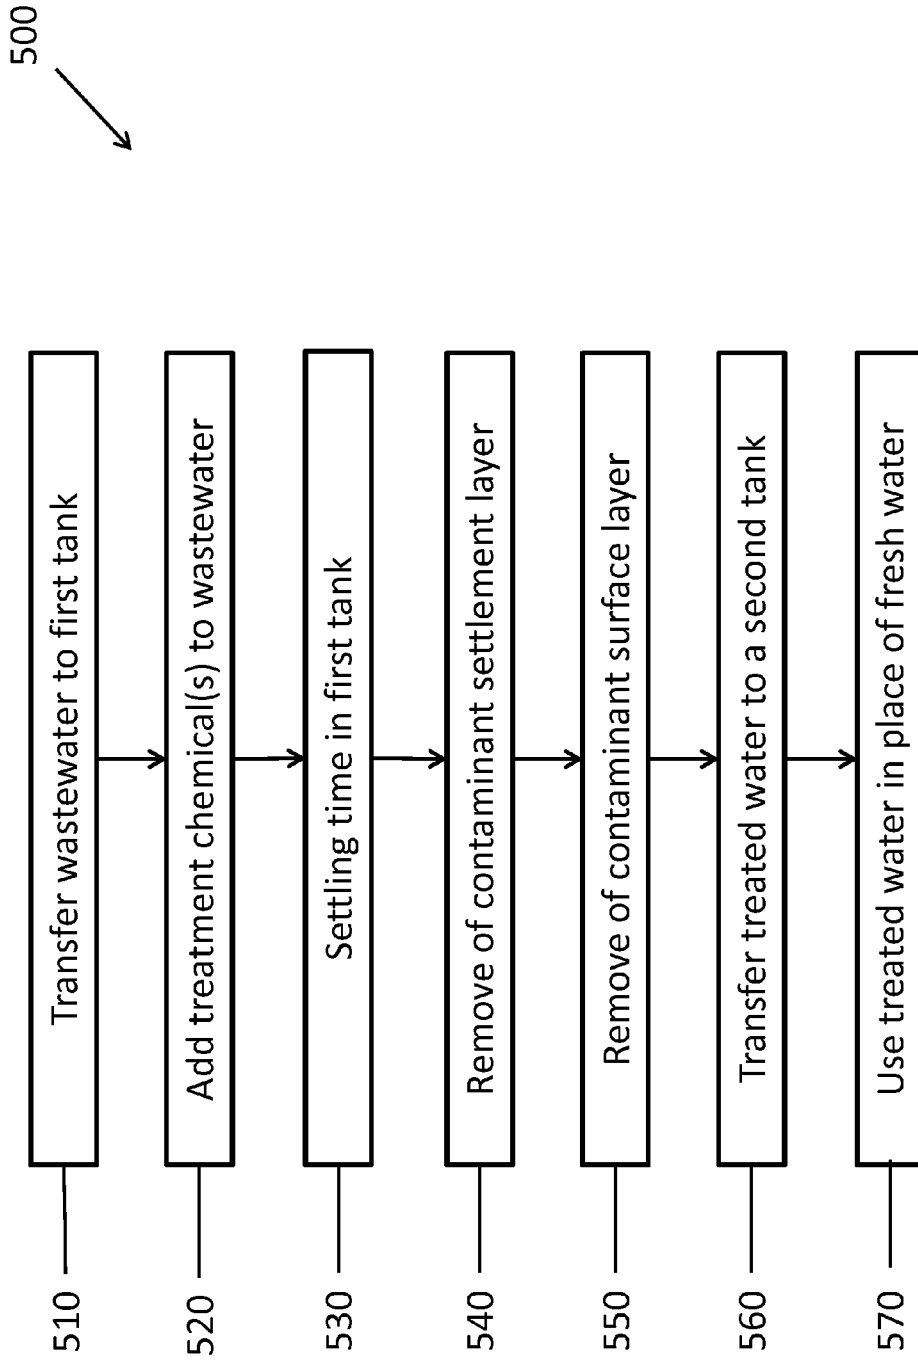 500
510
Transfer wastewater to first tank
520
Add treatment chemical(s) to wastewater
530
Settling time in first tank
540
Remove of contaminant settlement layer
550
Remove of contaminant surface layer
560
Transfer treated water to a second tank
570
Use treated water in place of fresh water